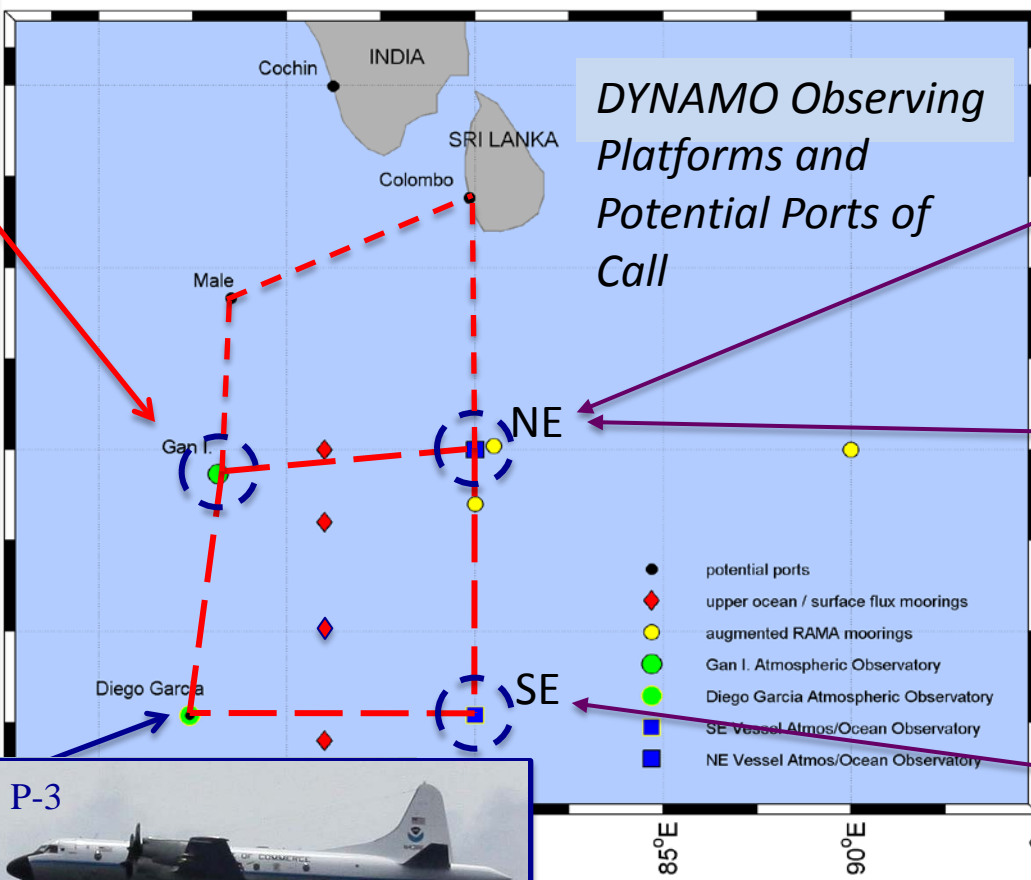 INDIA
Cochin
DYNAMO Observing
Platforms and
Potential Ports of
Call
SRI LANKA
Colombo
Male
NE
Gan I.
potential ports
upper ocean / surface flux moorings
augmented RAMA moorings
Gan I. Atmospheric Observatory
Diego Garcia
SE
Diego Garcia Atmospheric Observatory
SE Vessel Atmos/Ocean Observatory
NE Vessel Atmos/Ocean Observatory
P-3
OF COMMERCE
85°E
90°E